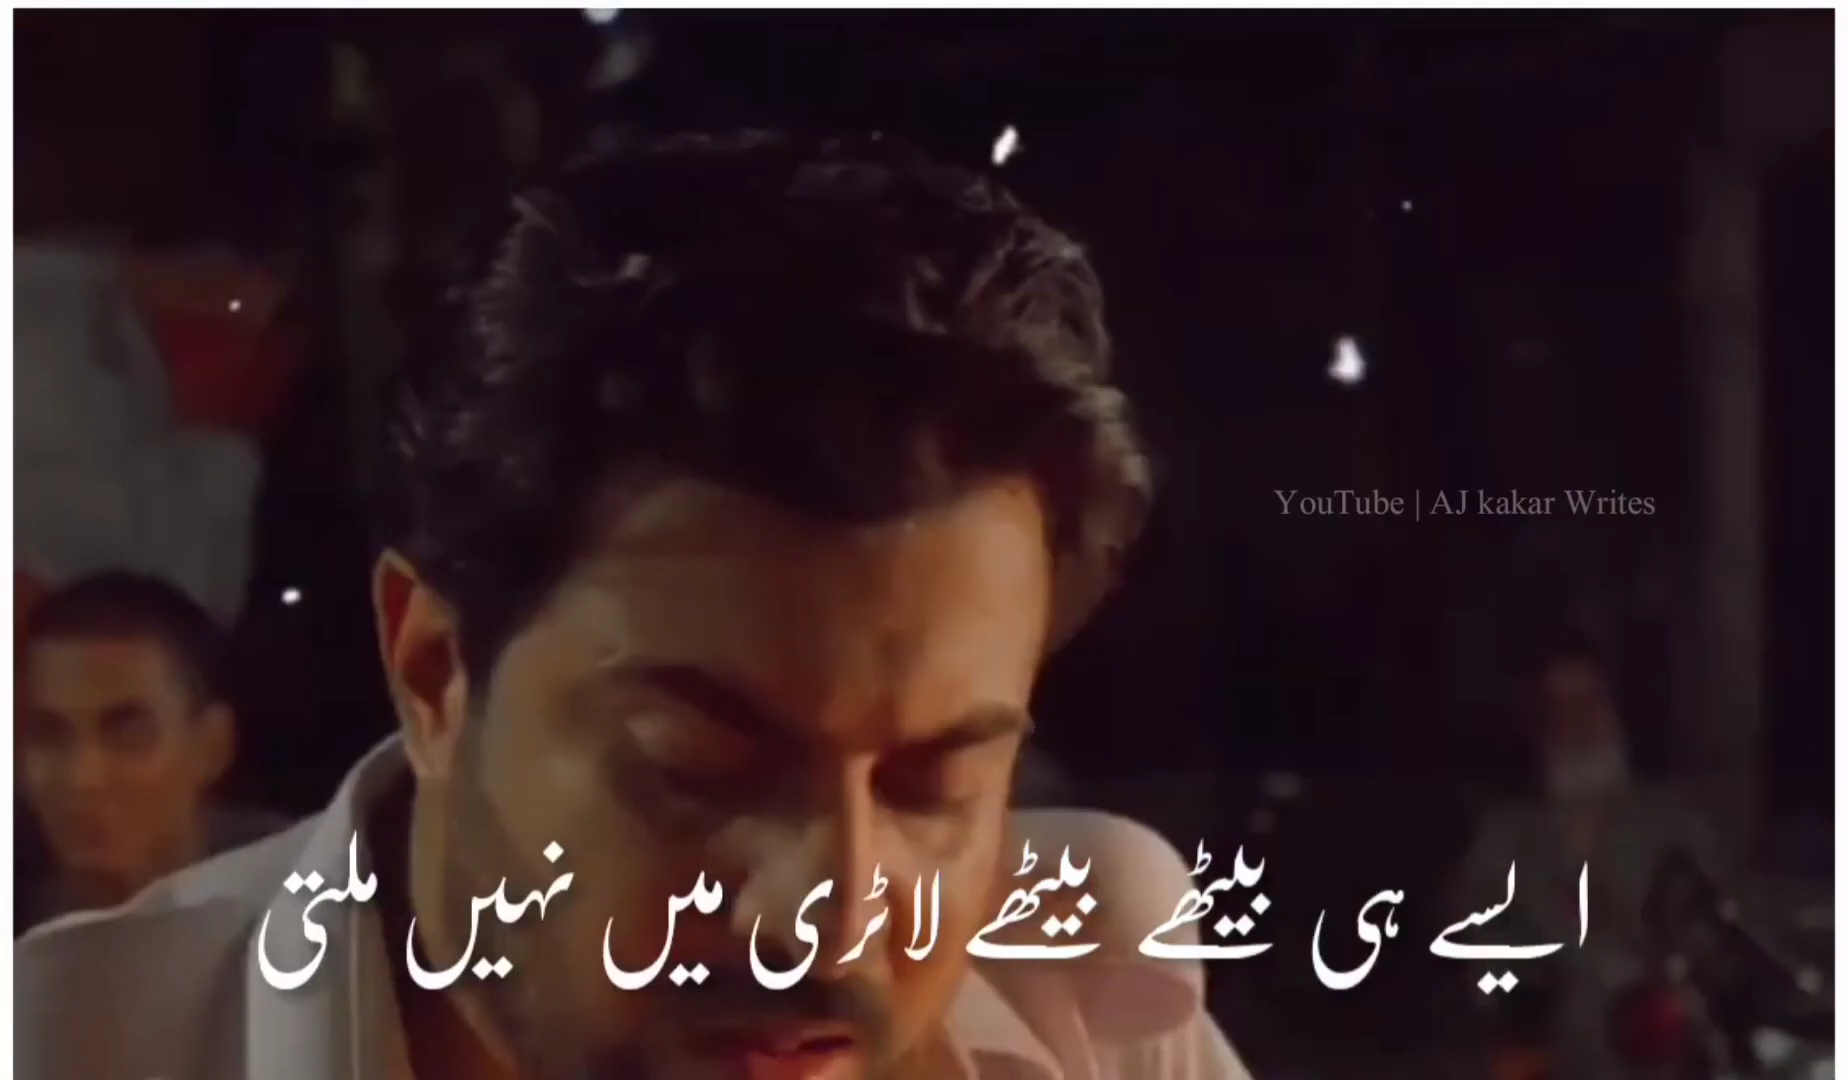 YouTube | AJ kakar Writes
ایسے ہی بیٹھے بیٹھے لاٹری میں نہیں ملتی